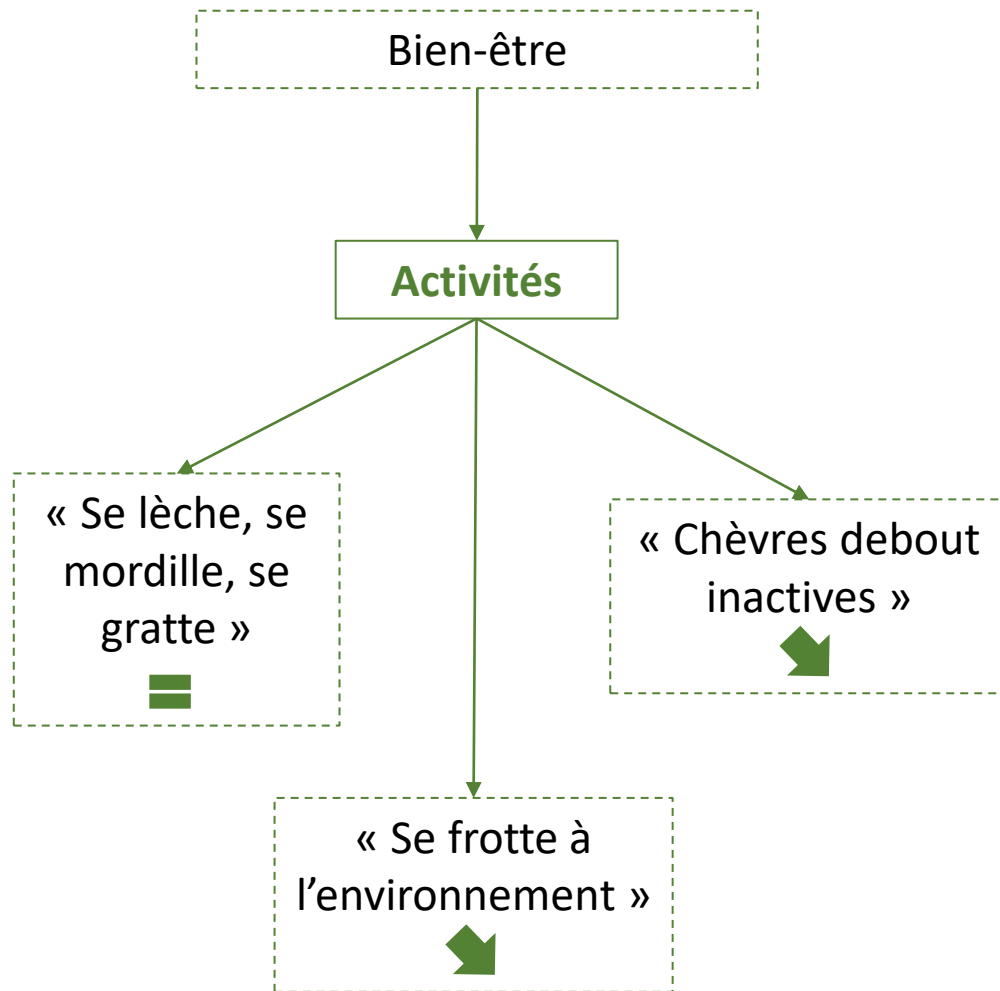 Bien-être
Activités
« Se lèche, se
mordille, se
gratte »
« Chèvres debout
inactives »
« Se frotte à
l’environnement »